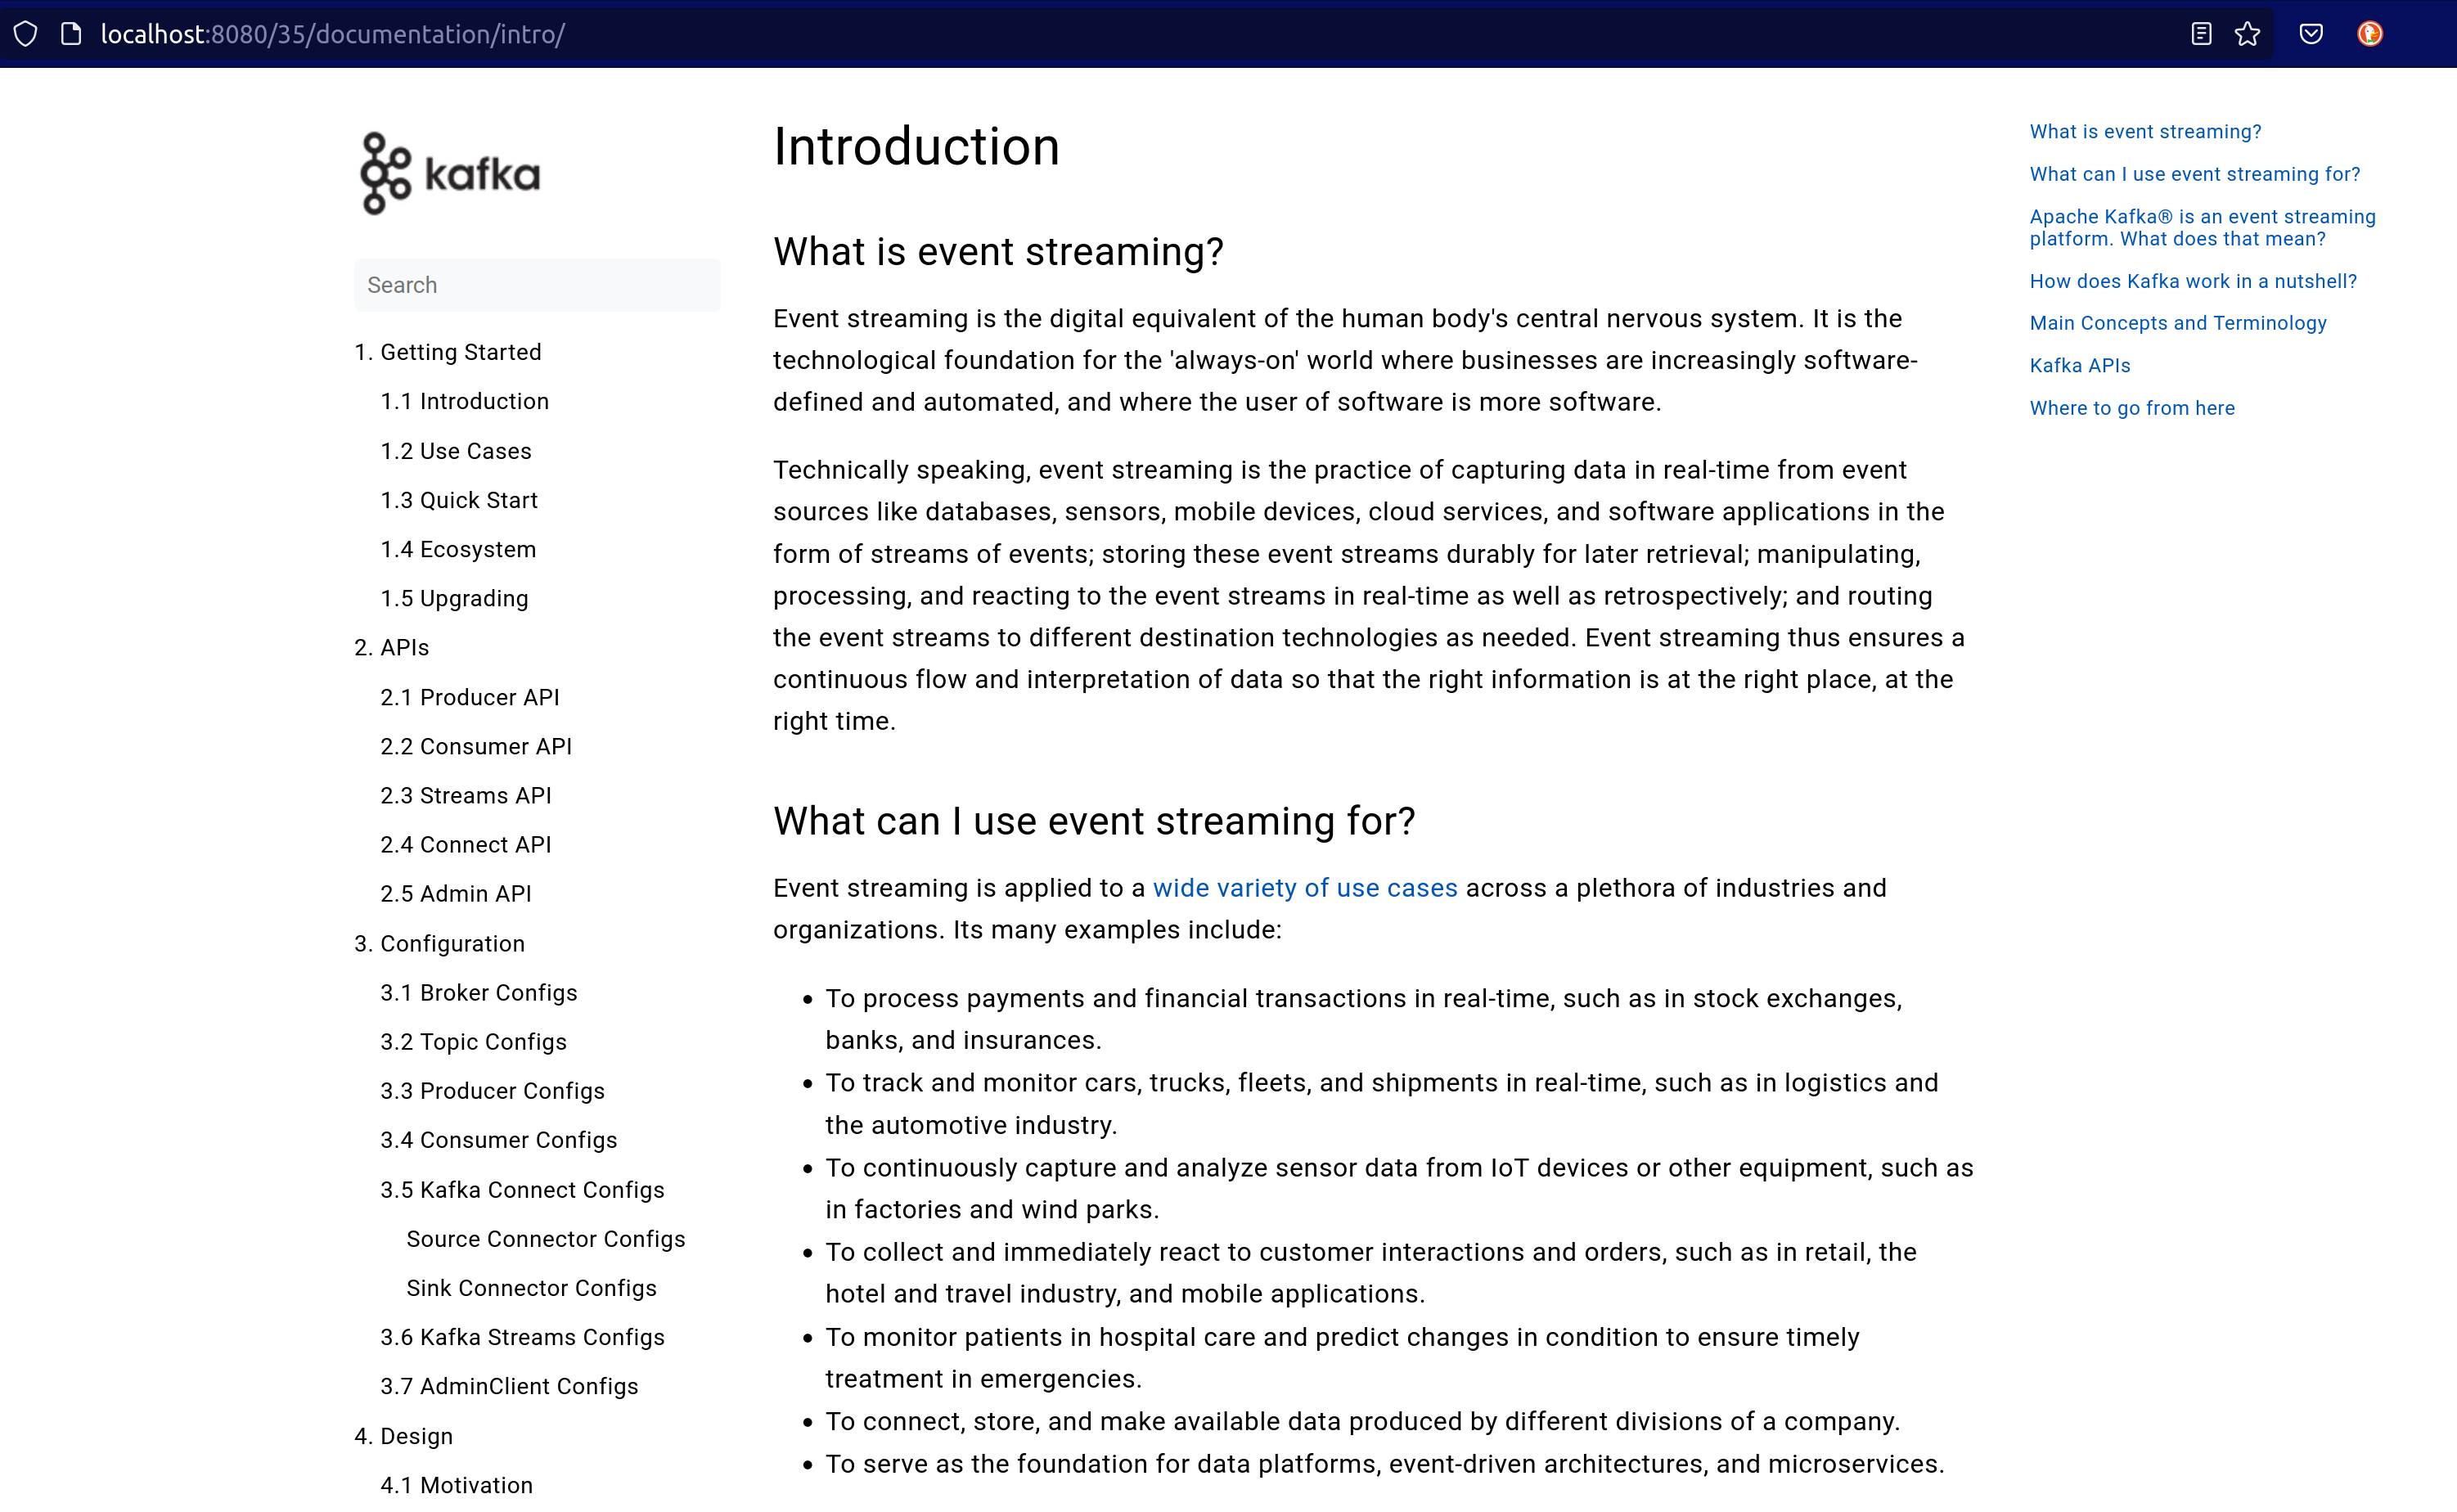 localhost:8080/35/documentation/intro/
kafka
Search
1. Getting Started
1.1 Introduction
1.2 Use Cases
1.3 Quick Start
1.4 Ecosystem
1.5 Upgrading
2. APIs
2.1 Producer API
2.2 Consumer API
2.3 Streams API
2.4 Connect API
2.5 Admin API
3. Configuration
3.1 Broker Configs
3.2 Topic Configs
3.3 Producer Configs
3.4 Consumer Configs
3.5 Kafka Connect Configs
Source Connector Configs
Sink Connector Configs
3.6 Kafka Streams Configs
3.7 AdminClient Configs
4. Design
4.1 Motivation
Introduction
What is event streaming?
Event streaming is the digital equivalent of the human body's central nervous system. It is the
technological foundation for the 'always-on' world where businesses are increasingly software-
defined and automated, and where the user of software is more software.
Technically speaking, event streaming is the practice of capturing data in real-time from event
sources like databases, sensors, mobile devices, cloud services, and software applications in the
form of streams of events; storing these event streams durably for later retrieval; manipulating,
processing, and reacting to the event streams in real-time as well as retrospectively; and routing
the event streams to different destination technologies as needed. Event streaming thus ensures a
continuous flow and interpretation of data so that the right information is at the right place, at the
right time.
What can I use event streaming for?
Event streaming is applied to a wide variety of use cases across a plethora of industries and
organizations. Its many examples include:
• To process payments and financial transactions in real-time, such as in stock exchanges,
banks, and insurances.
• To track and monitor cars, trucks, fleets, and shipments in real-time, such as in logistics and
the automotive industry.
• To continuously capture and analyze sensor data from IoT devices or other equipment, such as
in factories and wind parks.
• To collect and immediately react to customer interactions and orders, such as in retail, the
hotel and travel industry, and mobile applications.
• To monitor patients in hospital care and predict changes in condition to ensure timely
treatment in emergencies.
• To connect, store, and make available data produced by different divisions of a company.
• To serve as the foundation for data platforms, event-driven architectures, and microservices.
What is event streaming?
What can I use event streaming for?
Apache Kafka® is an event streaming
platform. What does that mean?
How does Kafka work in a nutshell?
Main Concepts and Terminology
Kafka APIs
Where to go from here